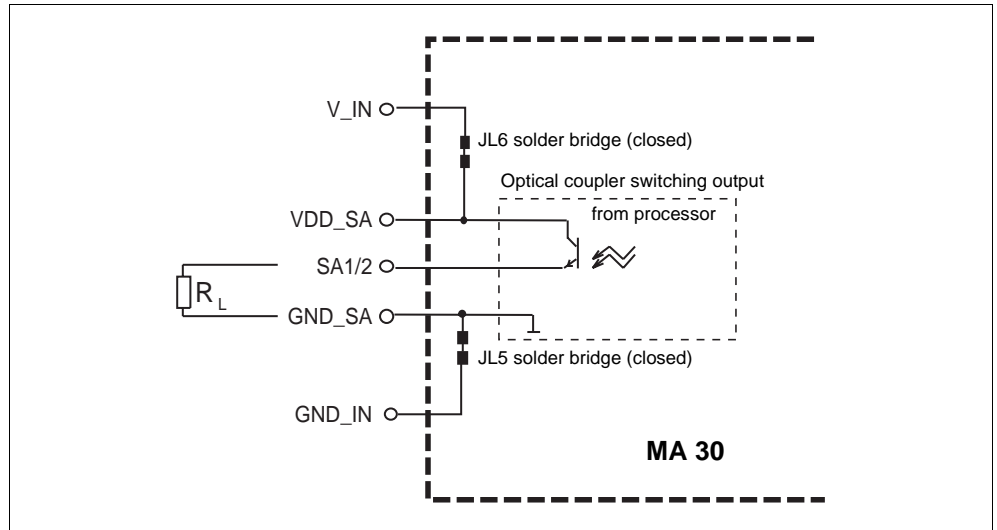 V_IN
JL6 solder bridge (closed)
Optical coupler switching output
from processor
VDD_SA
SA1/2
R L
GND_SA
JL5 solder bridge (closed)
GND_IN
MA 30